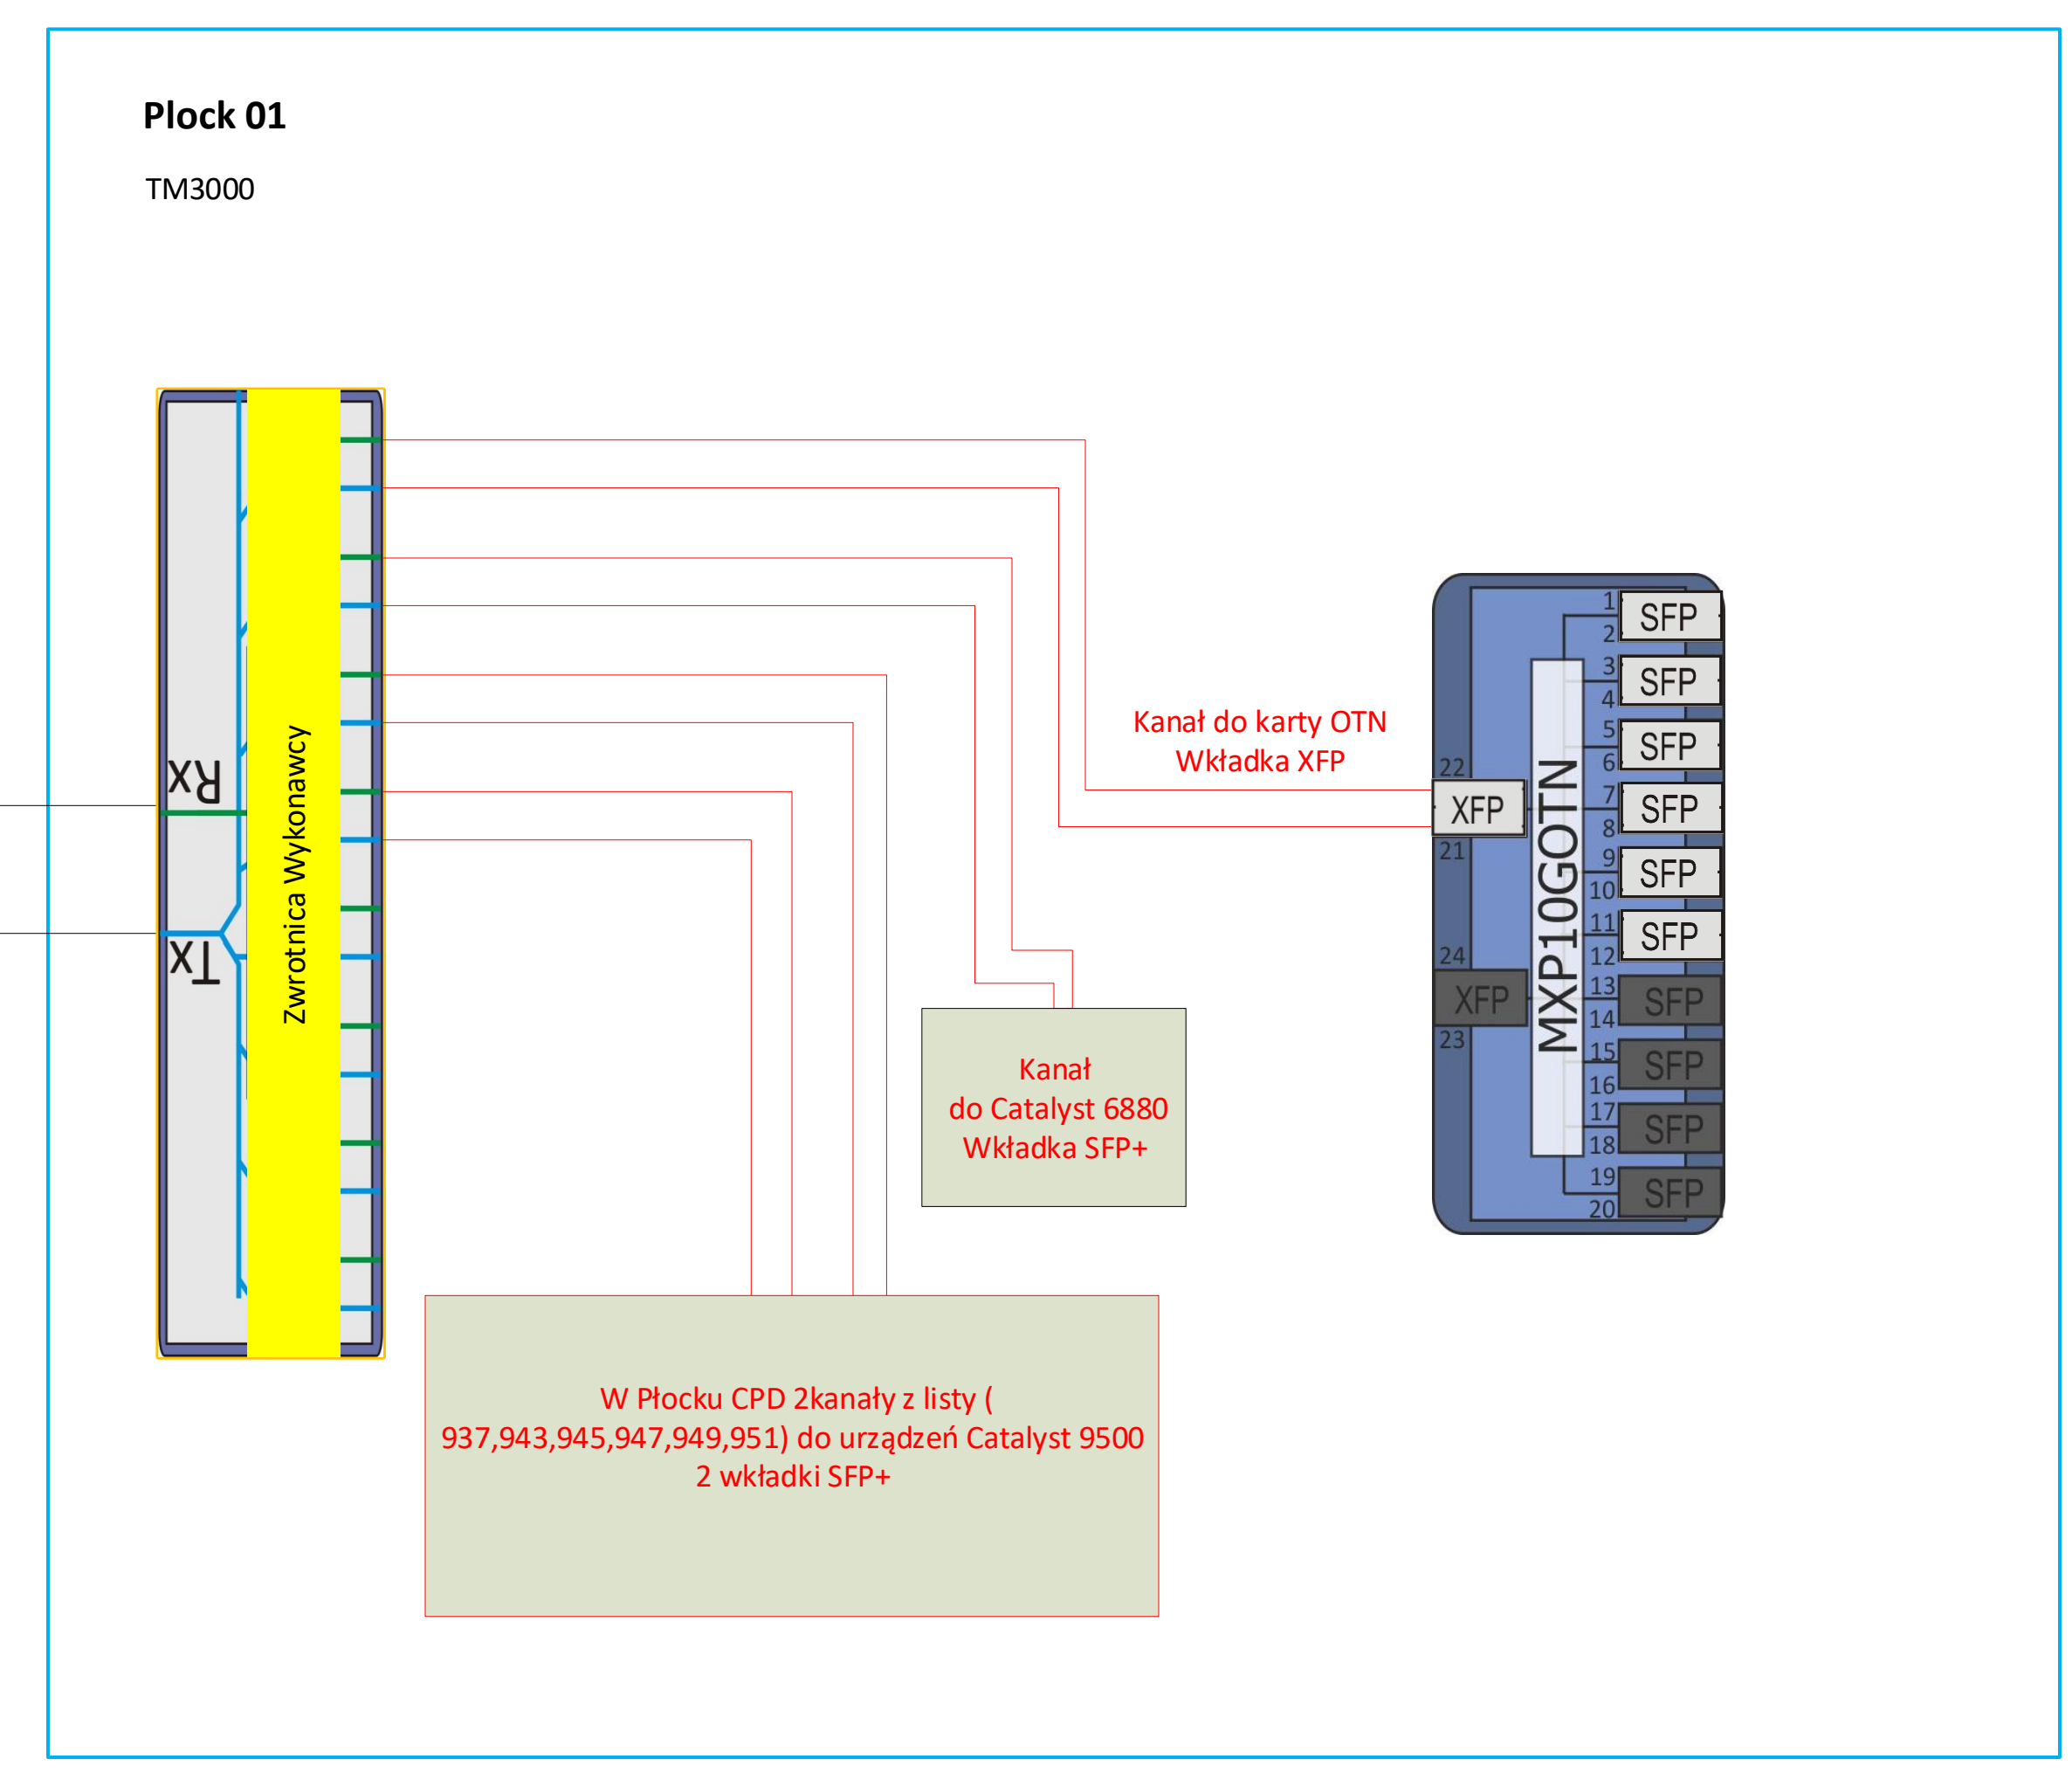 Plock 01
TM3000
Rx
Tx
Zwrotnica Wykonawcy
Kanał do karty OTN
Wkładka XFP
Kanał
do Catalyst 6880
Wkładka SFP+
W Płocku CPD 2kanały z listy (
937,943,945,947,949,951) do urządzeń Catalyst 9500
2 wkładki SFP+
22
XFP
21
24
XFP
23
MXP10GOTN
1
SFP
2
3
SFP
4
5
SFP
6
7
SFP
8
9
SFP
10
11
SFP
12
13
SFP
14
15
SFP
16
17
SFP
18
19
SFP
20